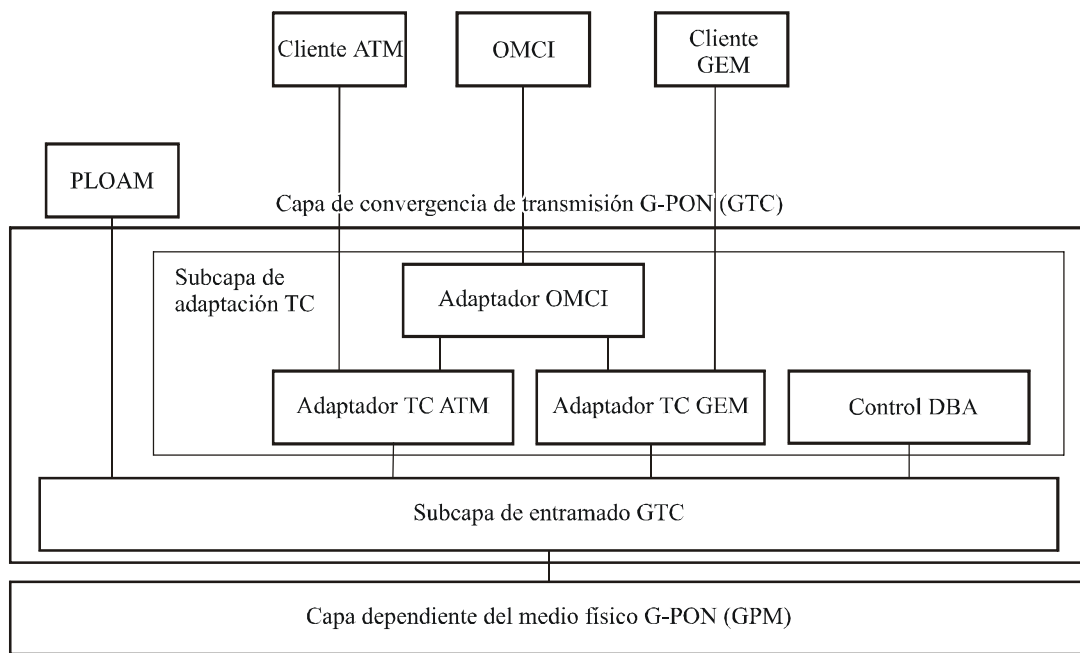 Cliente ATM
OMCI
Cliente
GEM
PLOAM
Capa de convergencia de transmisión G-PON (GTC)
Subcapa de
adaptación TC
Adaptador OMCI
Adaptador TC ATM
Adaptador TC GEM
Control DBA
Subcapa de entramado GTC
Capa dependiente del medio físico G-PON (GPM)